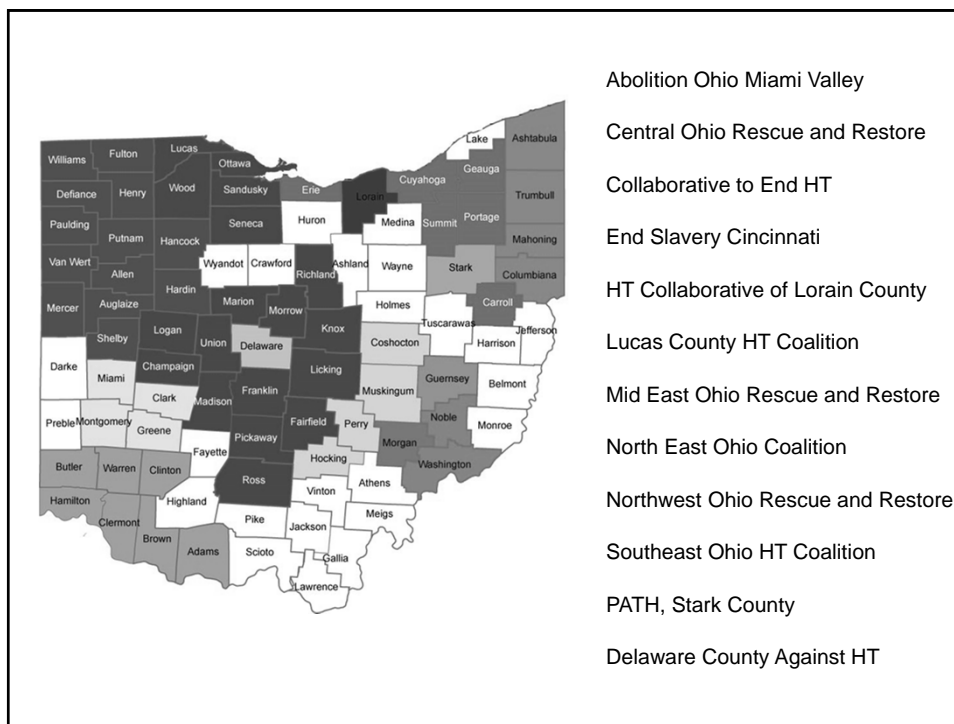 Abolition Ohio Miami Valley
Central Ohio Rescue and Restore
Collaborative to End HT
End Slavery Cincinnati
HT Collaborative of Lorain County
Lucas County HT Coalition
Mid East Ohio Rescue and Restore
North East Ohio Coalition
Northwest Ohio Rescue and Restore
Southeast Ohio HT Coalition
PATH, Stark County
Delaware County Against HT
Williams
Fulton
Lucas
Ottawa
Lake
Ashtabula
Geauga
Cuyahoga
Defiance
Henry
Wood
Sandusky
Erie
Lorain
Trumbull
Paulding
Putnam
Hancock
Seneca
Huron
Medina
Summit
Portage
Mahoning
Van Wert
Allen
Wyandot
Crawford
Richland
Ashland
Wayne
Stark
Columbiana
Mercer
Auglaize
Hardin
Marion
Morrow
Holmes
Carroll
Tuscarawas
Jefferson
Shelby
Logan
Union
Delaware
Knox
Coshocton
Harrison
Darke
Miami
Champaign
Clark
Madison
Franklin
Licking
Muskingum
Guernsey
Belmont
Preble
Montgomery
Greene
Fayette
Pickaway
Fairfield
Perry
Morgan
Noble
Monroe
Butler
Warren
Clinton
Ross
Hocking
Washington
Hamilton
Clermont
Highland
Vinton
Athens
Brown
Adams
Pike
Jackson
Meigs
Scioto
Gallia
Lawrence